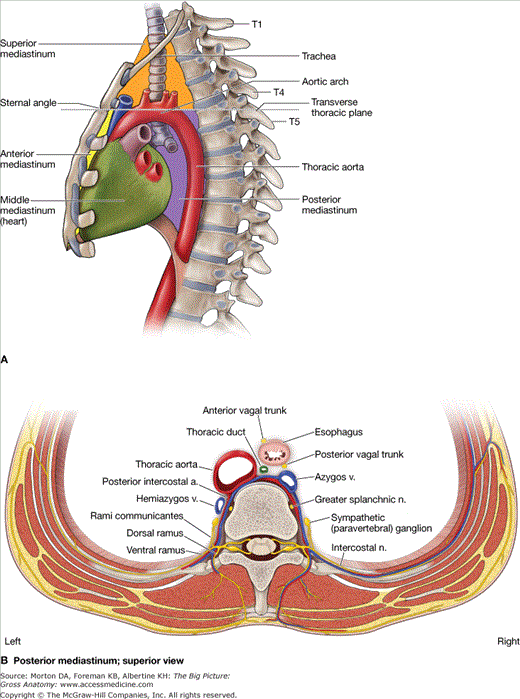 T1
Superior
mediastinum
Trachea
Aortic arch
T4
Sternal angle
Transverse
thoracic plane
T5
Anterior
mediastinum
Thoracic aorta
Middle
mediastinum
(heart)
Posterior
mediastinum
A
Anterior vagal trunk
Thoracic duct
Esophagus
Posterior vagal trunk
Thoracic aorta
Azygos v.
Posterior intercostal a.
Hemiazygos v.
Greater splanchnic n.
Rami communicantes
Sympathetic
(paravertebral) ganglion
Dorsal ramus
Ventral ramus
Intercostal n.
Left
Right
B Posterior mediastinum; superior view
Source: Morton DA, Foreman KB, Albertine KH: The Big Picture:
Gross Anatomy: www.accessmedicine.com
Copyright © The McGraw-Hill Companies, Inc. All rights reserved.